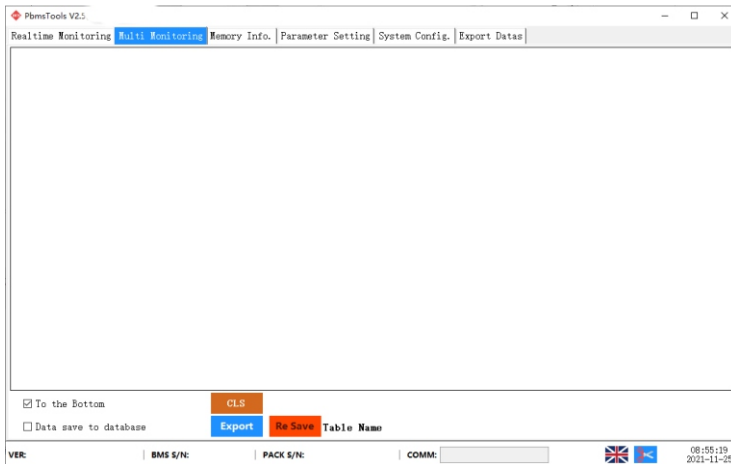 PbmsTools V2.5
Realtime Monitoring Multi Monitoring Memory Info. Parameter Setting System Config. Export Datas
To the Bottom CLS
Data save to database Export Re Save Table Name
VER: BMS S/N: PACK S/N: COMM: 08:55:19
2021-11-25